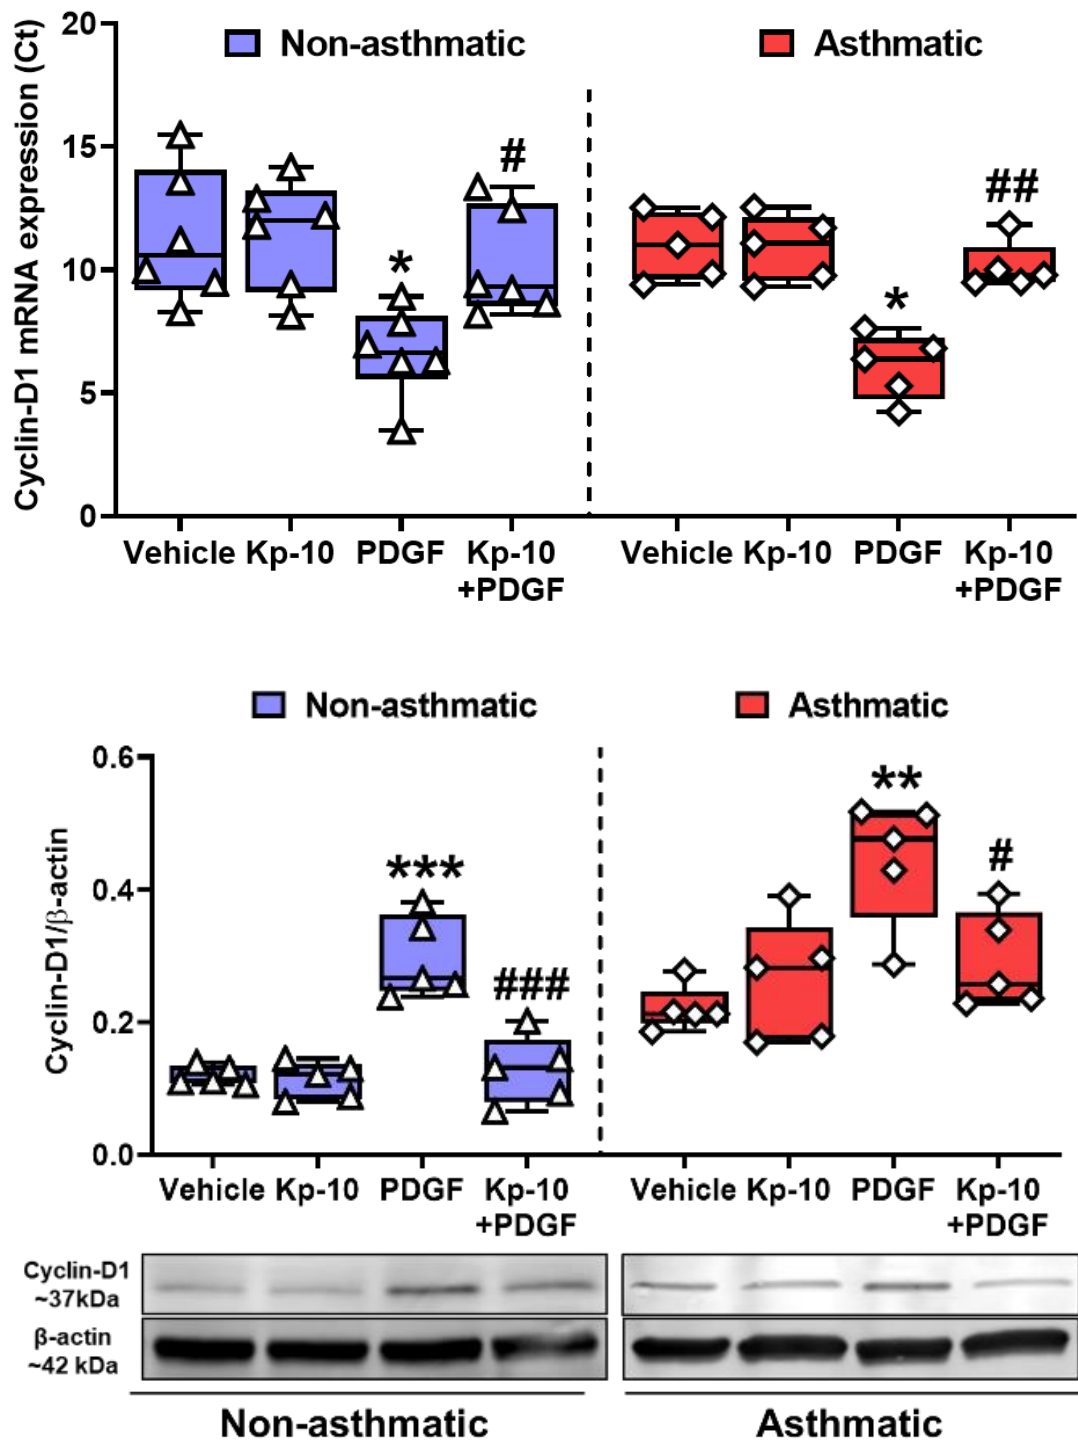 Cyclin-D1 mRNA expression (Ct)
20
15
10
5
0
Non-asthmatic
Asthmatic
*
#
*
##
Vehicle Kp-10 PDGF Kp-10 +PDGF
Vehicle Kp-10 PDGF Kp-10 +PDGF
Non-asthmatic
Asthmatic
Cyclin-D1/β-actin
0.6
0.4
0.2
0.0
***
###
**
#
Vehicle Kp-10 PDGF Kp-10 +PDGF
Vehicle Kp-10 PDGF Kp-10 +PDGF
Cyclin-D1
~37kDa
β-actin
~42 kDa
Non-asthmatic
Asthmatic